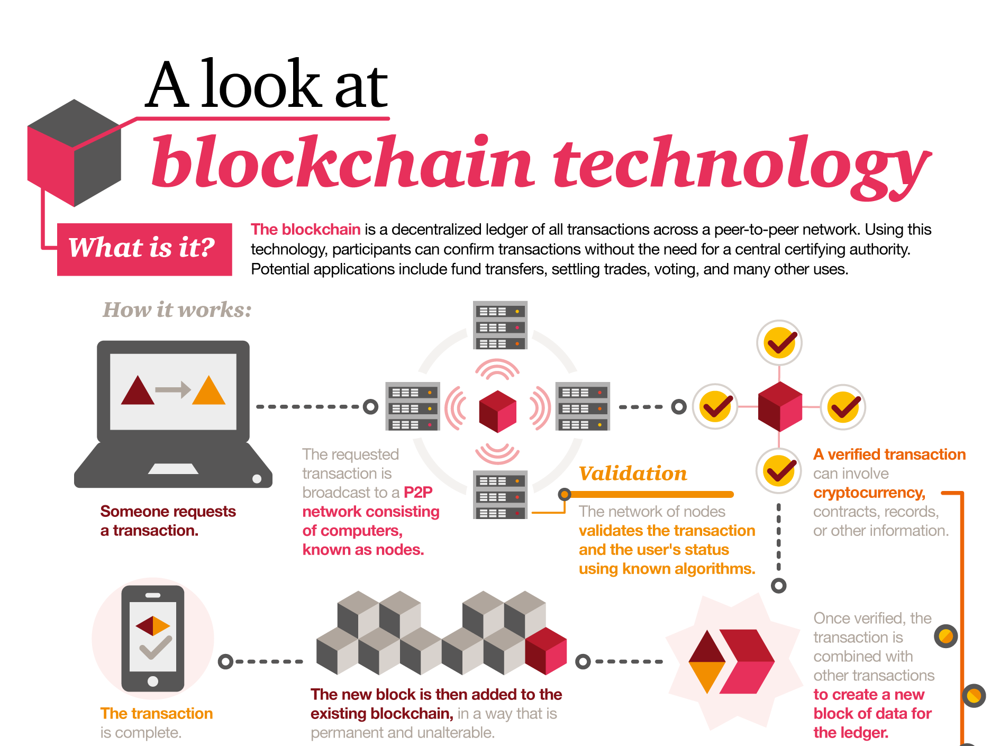 A look at
blockchain technology
What is it?
The blockchain is a decentralized ledger of all transactions across a peer-to-peer network. Using this
technology, participants can confirm transactions without the need for a central certifying authority.
Potential applications include fund transfers, settling trades, voting, and many other uses.
How it works:
Someone requests
a transaction.
The requested
transaction is
broadcast to a P2P
network consisting
of computers,
known as nodes.
Validation
The network of nodes
validates the transaction
and the user's status
using known algorithms.
A verified transaction
can involve
cryptocurrency,
contracts, records,
or other information.
Once verified, the
transaction is
combined with
other transactions
to create a new
block of data for
the ledger.
The new block is then added to the
existing blockchain, in a way that is
permanent and unalterable.
The transaction
is complete.